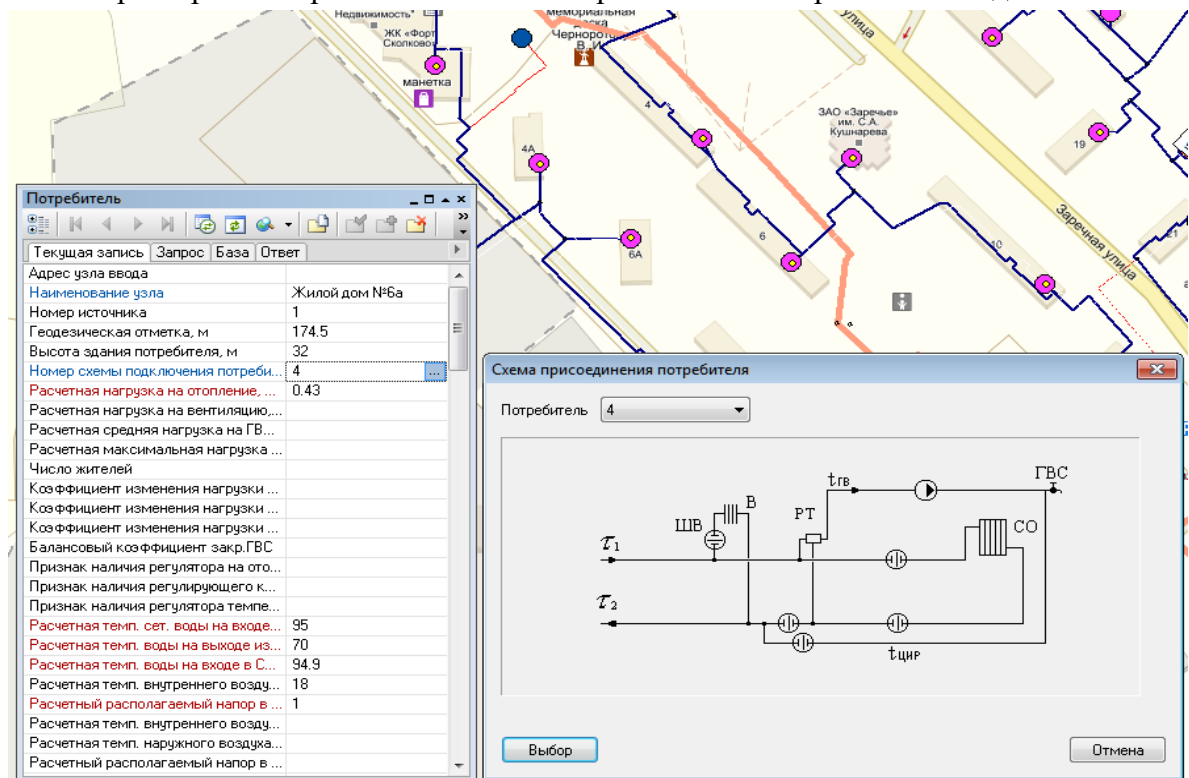 Недвижимость
ЖК «Форт
Сколково»
манетка
мемориальная
доска
Черноротов
В. И.
улица
4
4А
6А
6
ЗАО «Заречье»
им. С.А.
Кушнарева
19
10
21
Заречная улица
Потребитель
Текущая запись Запрос База Ответ
Адрес узла ввода
Наименование узла Жилой дом №6а
Номер источника 1
Геодезическая отметка, м 174.5
Высота здания потребителя, м 32
Номер схемы подключения потреби... 4 ...
Расчетная нагрузка на отопление, ... 0.43
Расчетная нагрузка на вентиляцию,...
Расчетная средняя нагрузка на ГВ...
Расчетная максимальная нагрузка ...
Число жителей
Коэффициент изменения нагрузки ...
Коэффициент изменения нагрузки ...
Коэффициент изменения нагрузки ...
Балансовый коэффициент закр.ГВС
Признак наличия регулятора на ото...
Признак наличия регулирующего к...
Признак наличия регулятора темпе...
Расчетная темп. сет. воды на входе... 95
Расчетная темп. воды на выходе из... 70
Расчетная темп. воды на входе в С... 94.9
Расчетная темп. внутреннего возду... 18
Расчетный располагаемый напор в ... 1
Расчетная темп. внутреннего возду...
Расчетная темп. наружного воздуха...
Расчетный располагаемый напор в ...
Схема присоединения потребителя
Потребитель 4
tгв
ГВС
В
ШВ
РТ
СО
τ1
τ2
tцир
Выбор Отмена